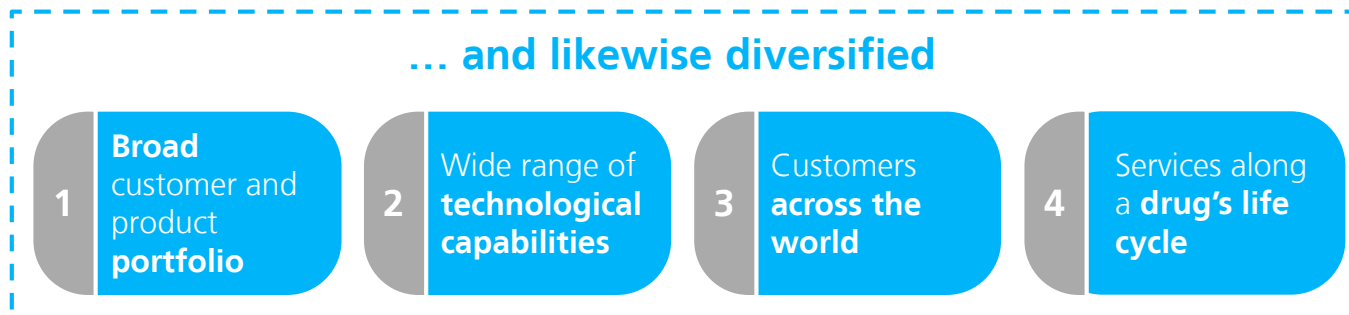 … and likewise diversified
1
Broad
customer and
product
portfolio
2
Wide range of
technological
capabilities
3
Customers
across the
world
4
Services along
a drug's life
cycle